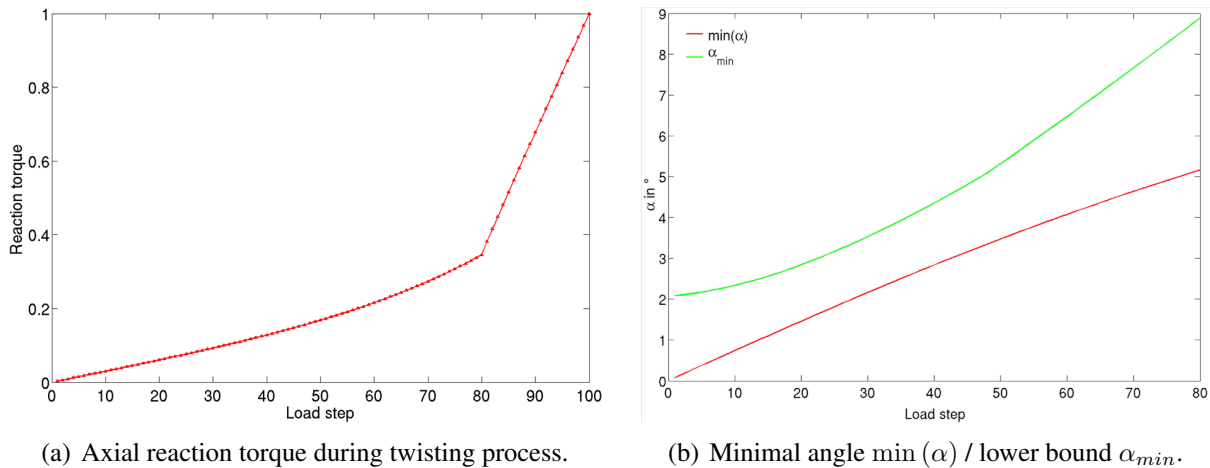 1
0.8
0.6
0.4
0.2
0
Reaction torque
0 10 20 30 40 50 60 70 80 90 100
Load step
(a) Axial reaction torque during twisting process.
9
8
7
6
5
4
3
2
1
0
α in °
min(α)
α_min
0 10 20 30 40 50 60 70 80
Load step
(b) Minimal angle min (α) / lower bound α_min.